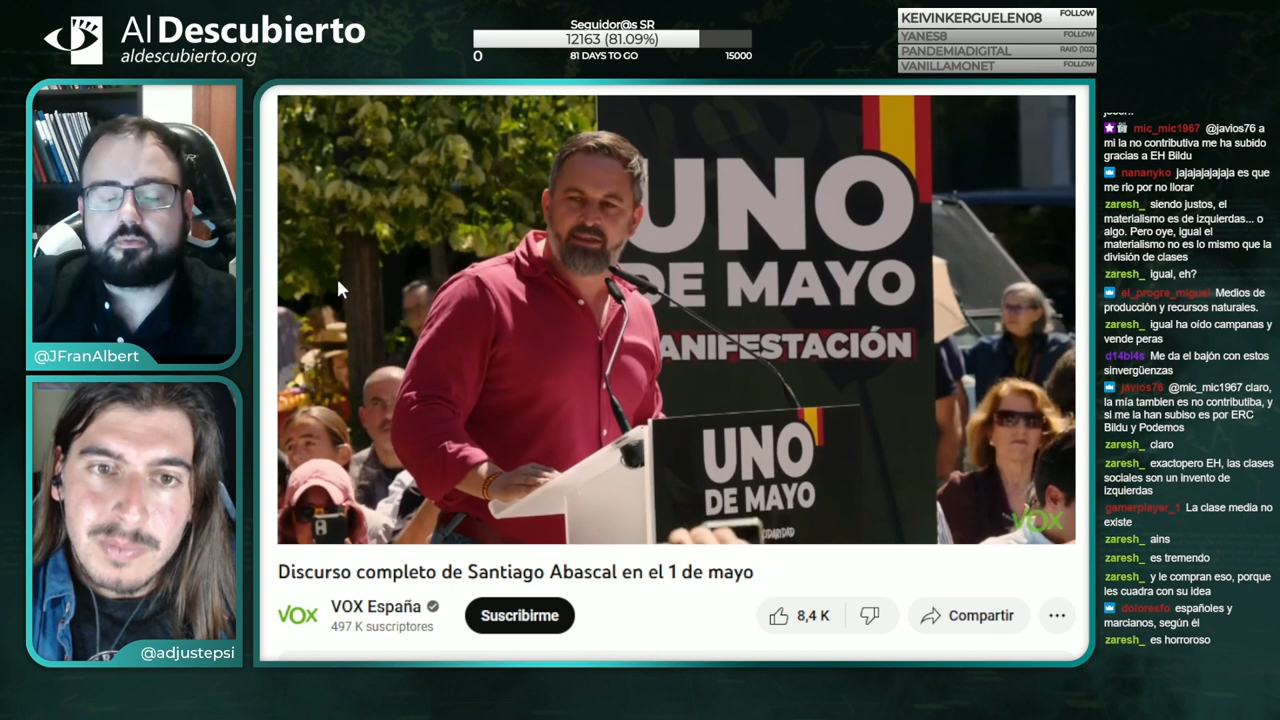 Al Descubierto
aldescubierto.org
Seguidor@s SR
12163 (81.09%)
0
81 DAYS TO GO
15000
KEIVINKERGUELEN08 FOLLOW
YANES8 FOLLOW
PANDEMIADIGITAL RAID (102)
VANILLAMONET FOLLOW
@JFranAlbert
@adjustepsi
UNO
DE MAYO
ANIFESTACIÓN
UNO
DE MAYO
VOX
Discurso completo de Santiago Abascal en el 1 de mayo
VOX
VOX España
497 K suscriptores
Suscribirme
8,4 K
Compartir
mic_mic1967 @javios76 a
mi la no contributiva me ha subido
gracias a EH Bildu
nananyko jajajajajaja es que
me rio por no llorar
zaresh_ siendo justos, el
materialismo es de izquierdas... o
algo. Pero oye, igual el
materialismo no es lo mismo que la
división de clases
zaresh_ igual, eh?
el_progre_miguel Medios de
producción y recursos naturales.
zaresh_ igual ha oído campanas y
vende peras
d14bl4s Me da el bajón con estos
sinvergüenzas
javios76 @mic_mic1967 claro,
la mía tambien es no contributiba, y
si me la han subiso es por ERC
Bildu y Podemos
zaresh_ claro
zaresh_ exactopero EH, las clases
sociales son un invento de
izquierdas
gamerplayer_1 La clase media no
existe
zaresh_ ains
zaresh_ es tremendo
zaresh_ y le compran eso, porque
les cuadra con su idea
doloresfo españoles y
marcianos, según él
zaresh_ es horroroso